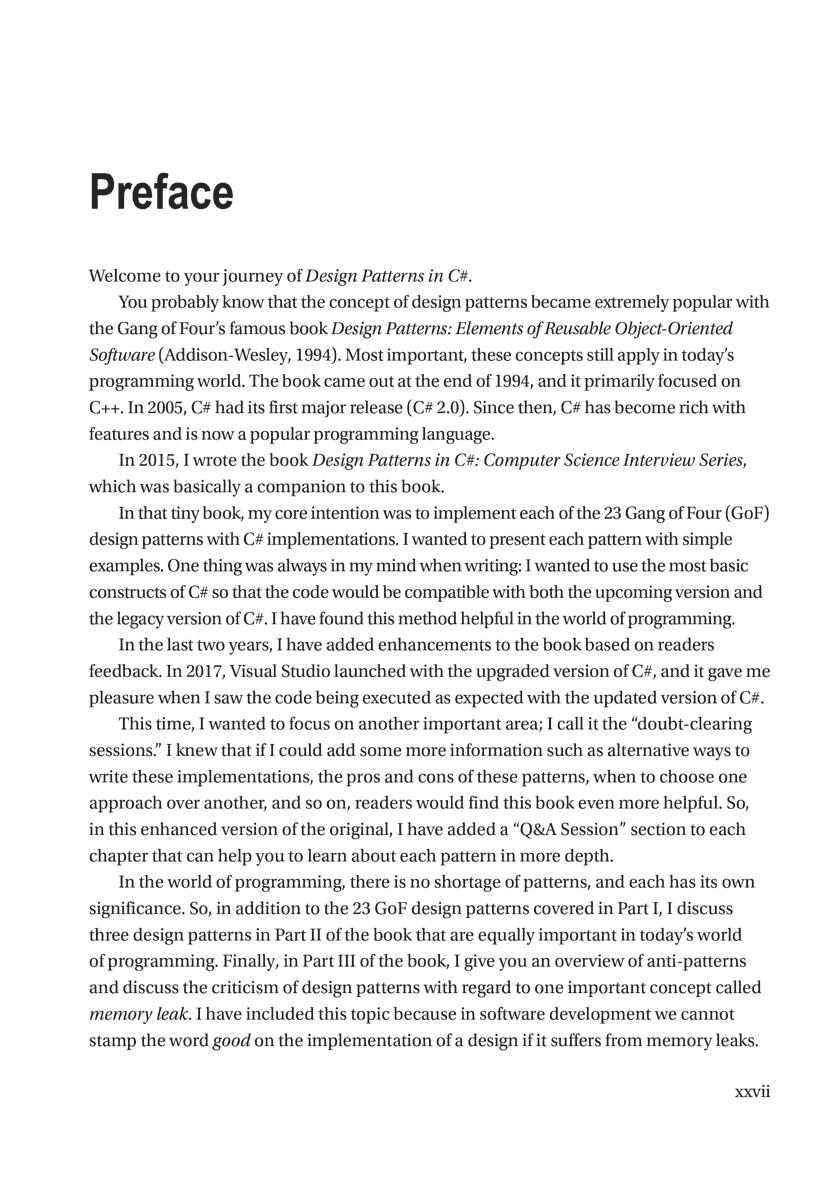 Preface
Welcome to your journey of Design Patterns in C#.
You probably know that the concept of design patterns became extremely popular with
the Gang of Four’s famous book Design Patterns: Elements of Reusable Object-Oriented
Software (Addison-Wesley, 1994). Most important, these concepts still apply in today’s
programming world. The book came out at the end of 1994, and it primarily focused on
C++. In 2005, C# had its first major release (C# 2.0). Since then, C# has become rich with
features and is now a popular programming language.
In 2015, I wrote the book Design Patterns in C#: Computer Science Interview Series,
which was basically a companion to this book.
In that tiny book, my core intention was to implement each of the 23 Gang of Four (GoF)
design patterns with C# implementations. I wanted to present each pattern with simple
examples. One thing was always in my mind when writing: I wanted to use the most basic
constructs of C# so that the code would be compatible with both the upcoming version and
the legacy version of C#. I have found this method helpful in the world of programming.
In the last two years, I have added enhancements to the book based on readers
feedback. In 2017, Visual Studio launched with the upgraded version of C#, and it gave me
pleasure when I saw the code being executed as expected with the updated version of C#.
This time, I wanted to focus on another important area; I call it the “doubt-clearing
sessions.” I knew that if I could add some more information such as alternative ways to
write these implementations, the pros and cons of these patterns, when to choose one
approach over another, and so on, readers would find this book even more helpful. So,
in this enhanced version of the original, I have added a “Q&A Session” section to each
chapter that can help you to learn about each pattern in more depth.
In the world of programming, there is no shortage of patterns, and each has its own
significance. So, in addition to the 23 GoF design patterns covered in Part I, I discuss
three design patterns in Part II of the book that are equally important in today’s world
of programming. Finally, in Part III of the book, I give you an overview of anti-patterns
and discuss the criticism of design patterns with regard to one important concept called
memory leak. I have included this topic because in software development we cannot
stamp the word good on the implementation of a design if it suffers from memory leaks.
xxvii